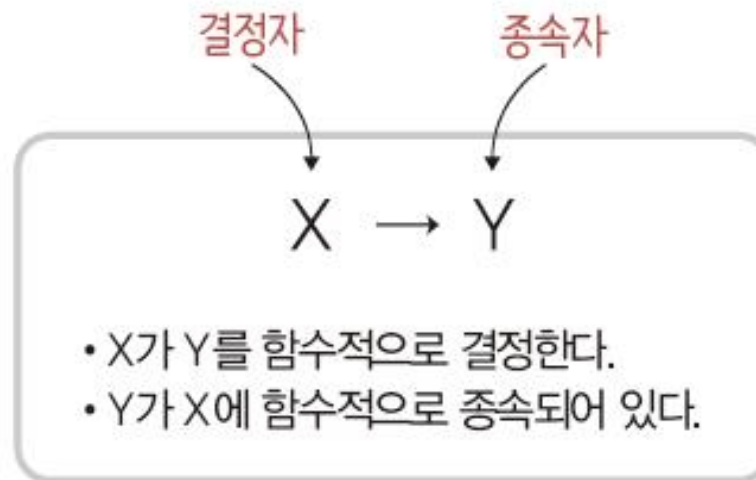 결정자 종속자
X → Y
• X가 Y를 함수적으로 결정한다.
• Y가 X에 함수적으로 종속되어 있다.